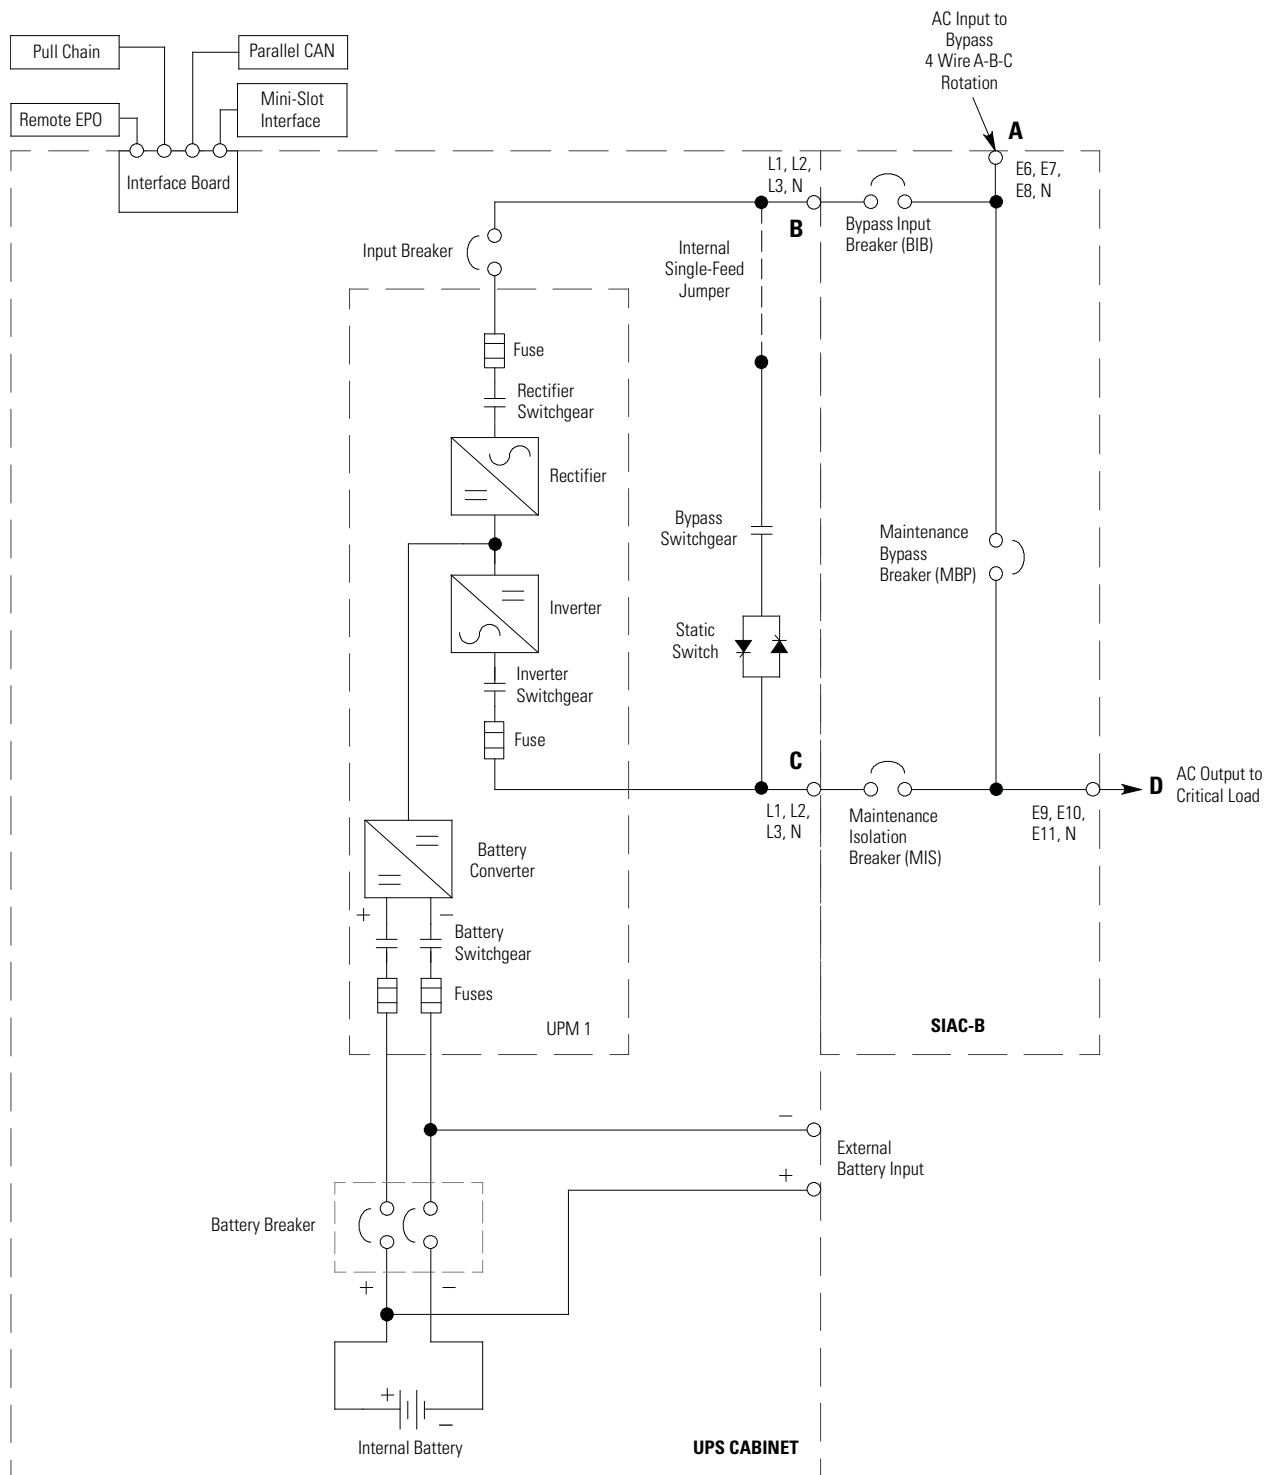 AC Input to
Bypass
4 Wire A-B-C
Rotation
Pull Chain
Parallel CAN
Remote EPO
Mini-Slot
Interface
Interface Board
A
L1, L2,
L3, N
E6, E7,
E8, N
B
Bypass Input
Breaker (BIB)
Input Breaker
Internal
Single-Feed
Jumper
Fuse
Rectifier
Switchgear
Rectifier
Bypass
Switchgear
Maintenance
Bypass
Breaker (MBP)
Inverter
Static
Switch
Inverter
Switchgear
Fuse
C
L1, L2,
L3, N
Maintenance
Isolation
Breaker (MIS)
D
AC Output to
Critical Load
E9, E10,
E11, N
Battery
Converter
+
–
Battery
Switchgear
Fuses
UPM 1
SIAC-B
–
+
External
Battery Input
Battery Breaker
+
–
+
–
Internal Battery
UPS CABINET